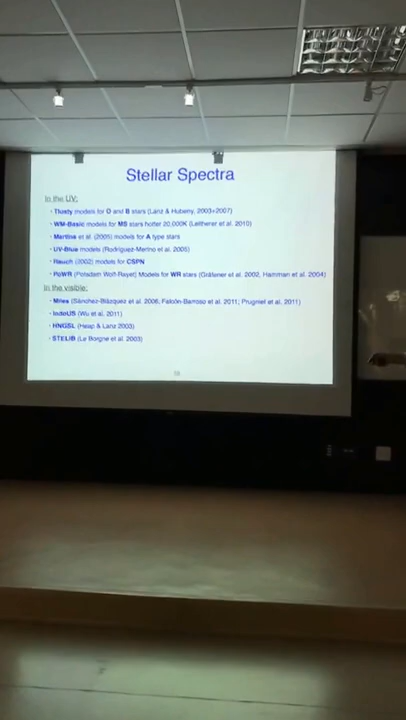 Stellar Spectra
In the UV:
- Tlusty models for O and B stars (Lanz & Hubeny, 2003+2007)
- WM-Basic models for MS stars hotter 20,000K (Leitherer et al. 2010)
- Martins et al. (2005) models for A type stars
- UV-Blue models (Rodríguez-Merino et al. 2005)
- Rauch (2002) models for CSPN
- PoWR (Potsdam Wolf-Rayet) Models for WR stars (Gräfener et al. 2002, Hamman et al. 2004)
In the visible:
- Miles (Sánchez-Blázquez et al. 2006, Falcón-Barroso et al. 2011; Prugniel et al. 2011)
- IndoUS (Wu et al. 2011)
- HNGSL (Heap & Lanz 2003)
- STELIB (Le Borgne et al. 2003)